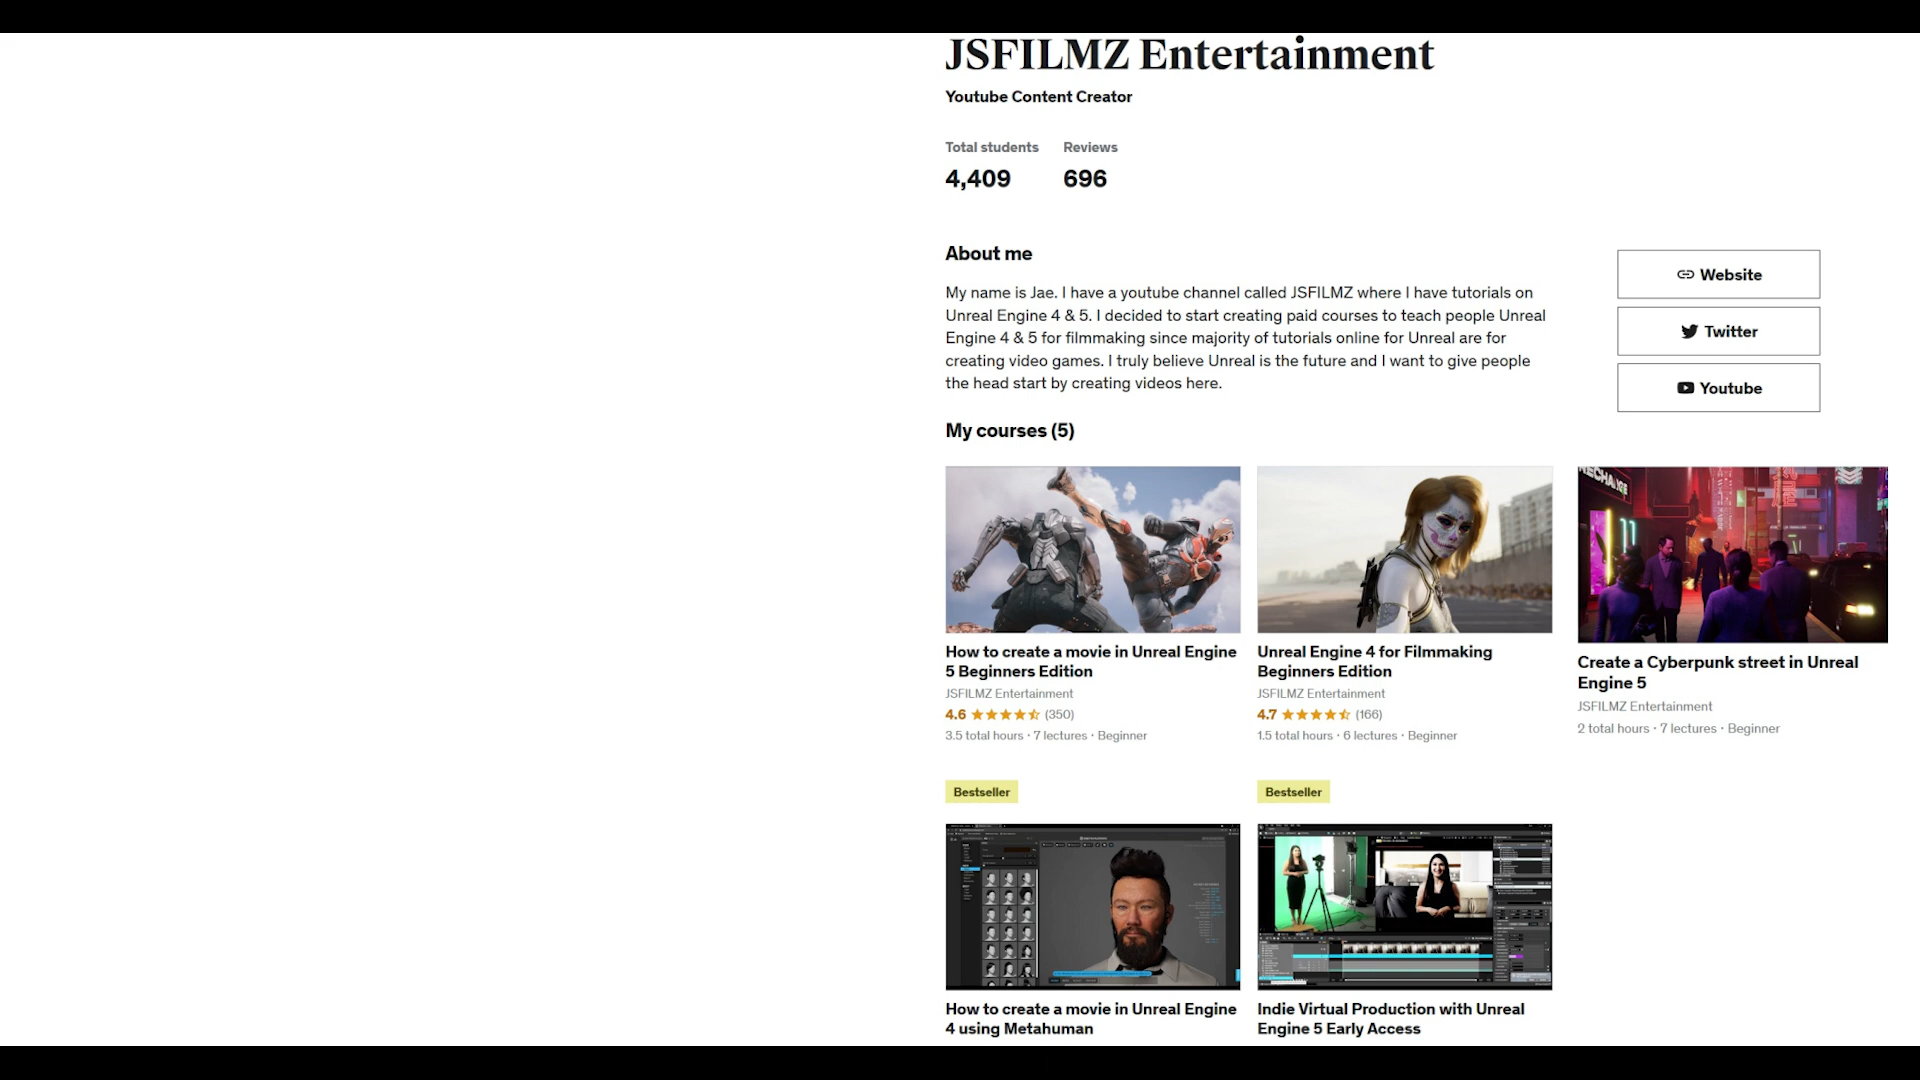 JSFILMZ Entertainment
Youtube Content Creator
Total students Reviews
4,409 696
About me
My name is Jae. I have a youtube channel called JSFILMZ where I have tutorials on
Unreal Engine 4 & 5. I decided to start creating paid courses to teach people Unreal
Engine 4 & 5 for filmmaking since majority of tutorials online for Unreal are for
creating video games. I truly believe Unreal is the future and I want to give people
the head start by creating videos here.
Website
Twitter
Youtube
My courses (5)
How to create a movie in Unreal Engine
5 Beginners Edition
JSFILMZ Entertainment
4.6 (350)
3.5 total hours · 7 lectures · Beginner
Bestseller
Unreal Engine 4 for Filmmaking
Beginners Edition
JSFILMZ Entertainment
4.7 (166)
1.5 total hours · 6 lectures · Beginner
Bestseller
Create a Cyberpunk street in Unreal
Engine 5
JSFILMZ Entertainment
2 total hours · 7 lectures · Beginner
How to create a movie in Unreal Engine
4 using Metahuman
Indie Virtual Production with Unreal
Engine 5 Early Access